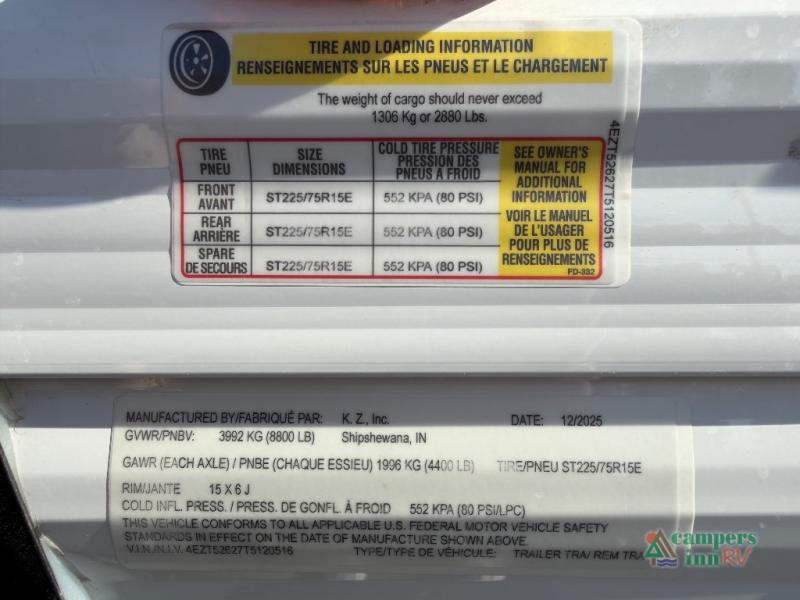 TIRE AND LOADING INFORMATION
RENSEIGNEMENTS SUR LES PNEUS ET LE CHARGEMENT
The weight of cargo should never exceed
1306 Kg or 2880 Lbs.
TIRE PNEU
SIZE DIMENSIONS
COLD TIRE PRESSURE PRESSION DES PNEUS A FROID
FRONT AVANT ST225/75R15E 552 KPA (80 PSI)
REAR ARRIÈRE ST225/75R15E 552 KPA (80 PSI)
SPARE DE SECOURS ST225/75R15E 552 KPA (80 PSI)
SEE OWNER'S
MANUAL FOR
ADDITIONAL
INFORMATION
VOIR LE MANUEL
DE L'USAGER
POUR PLUS DE
RENSEIGNEMENTS
FD-332
4EZT52627T5120516
MANUFACTURED BY/FABRIQUÉ PAR: K. Z., Inc. DATE: 12/2025
GVWR/PNBV: 3992 KG (8800 LB) Shipshewana, IN
GAWR (EACH AXLE) / PNBE (CHAQUE ESSIEU) 1996 KG (4400 LB) TIRE/PNEU ST225/75R15E
RIM/JANTE 15 X 6 J
COLD INFL. PRESS. / PRESS. DE GONFL. À FROID 552 KPA (80 PSI/LPC)
THIS VEHICLE CONFORMS TO ALL APPLICABLE U.S. FEDERAL MOTOR VEHICLE SAFETY
STANDARDS IN EFFECT ON THE DATE OF MANUFACTURE SHOWN ABOVE.
V.I.N./N.I.V. 4EZT52627T5120516 TYPE/TYPE DE VÉHICULE: TRAILER TRA/ REM TRA
campers
inn RV